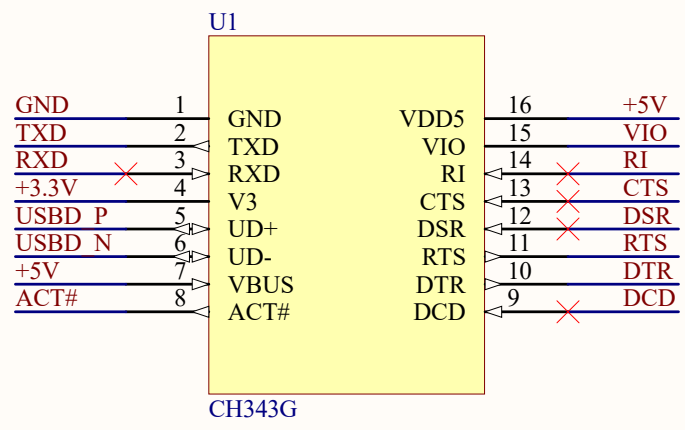 U1
GND 1 GND VDD5 16 +5V
TXD 2 TXD VIO 15 VIO
RXD 3 RXD RI 14 RI
+3.3V 4 V3 CTS 13 CTS
USBD_P 5 UD+ DSR 12 DSR
USBD_N 6 UD- RTS 11 RTS
+5V 7 VBUS DTR 10 DTR
ACT# 8 ACT# DCD 9 DCD
CH343G